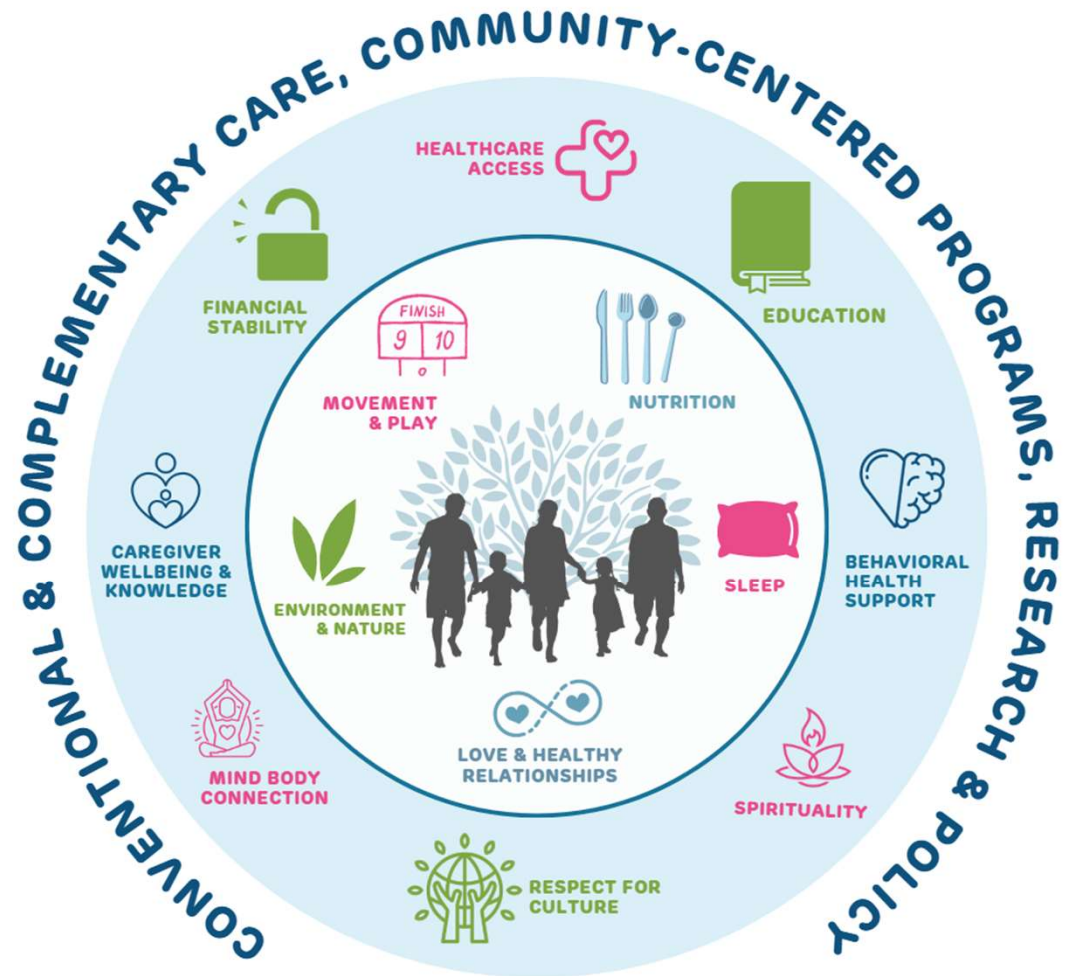 CONVENTIONAL & COMPLEMENTARY CARE, COMMUNITY-CENTERED PROGRAMS, RESEARCH & POLICY
HEALTHCARE
ACCESS
FINANCIAL
STABILITY
EDUCATION
FINISH
9 10
0
MOVEMENT
& PLAY
NUTRITION
CAREGIVER
WELLBEING &
KNOWLEDGE
ENVIRONMENT
& NATURE
SLEEP
BEHAVIORAL
HEALTH
SUPPORT
LOVE & HEALTHY
RELATIONSHIPS
MIND BODY
CONNECTION
SPIRITUALITY
RESPECT FOR
CULTURE